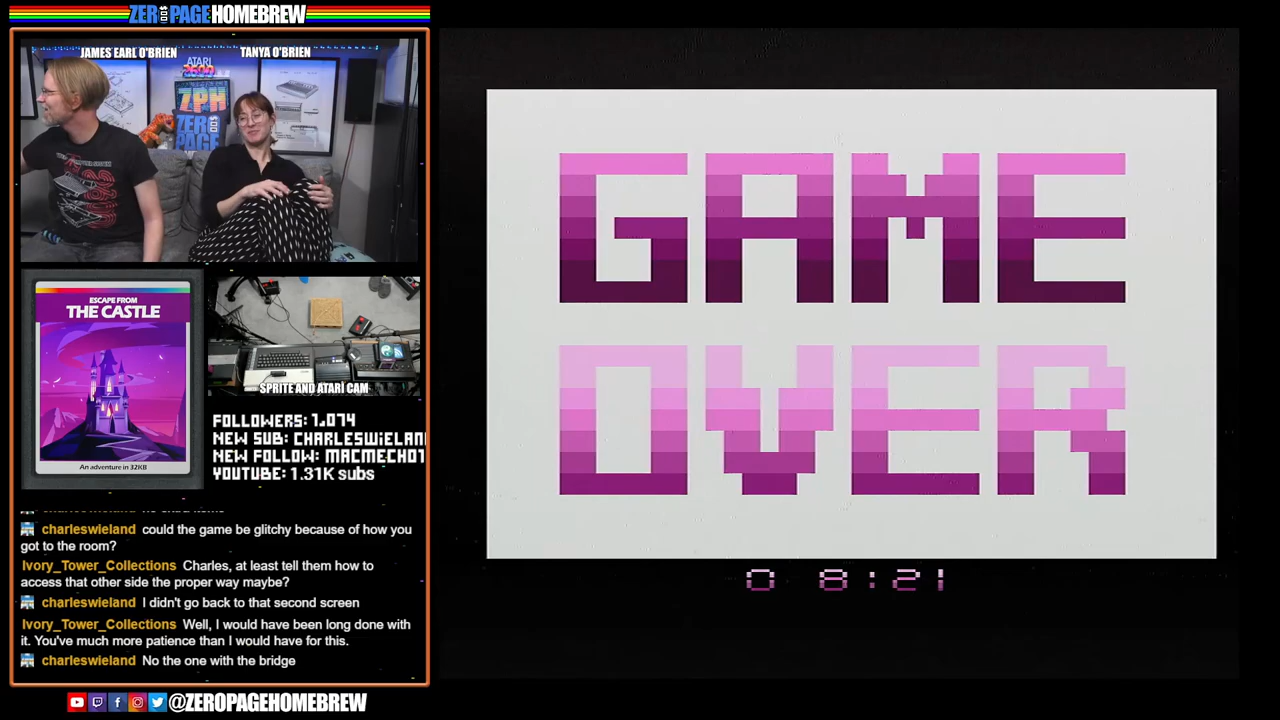 ZEROPAGE HOMEBREW
JAMES EARL O'BRIEN
TANYA O'BRIEN
ATARI
2600
ZPH
ZERO
PAGE
ESCAPE FROM
THE CASTLE
An adventure in 32KB
SPRITE AND ATARI CAM
FOLLOWERS: 1,074
NEW SUB: CHARLESWIELAN
NEW FOLLOW: MACMECHOT
YOUTUBE: 1.31K subs
charleswieland could the game be glitchy because of how you
got to the room?
Ivory_Tower_Collections Charles, at least tell them how to
access that other side the proper way maybe?
charleswieland I didn't go back to that second screen
Ivory_Tower_Collections Well, I would have been long done with
it. You've much more patience than I would have for this.
charleswieland No the one with the bridge
@ZEROPAGEHOMEBREW
GAME
OVER
0 8:21